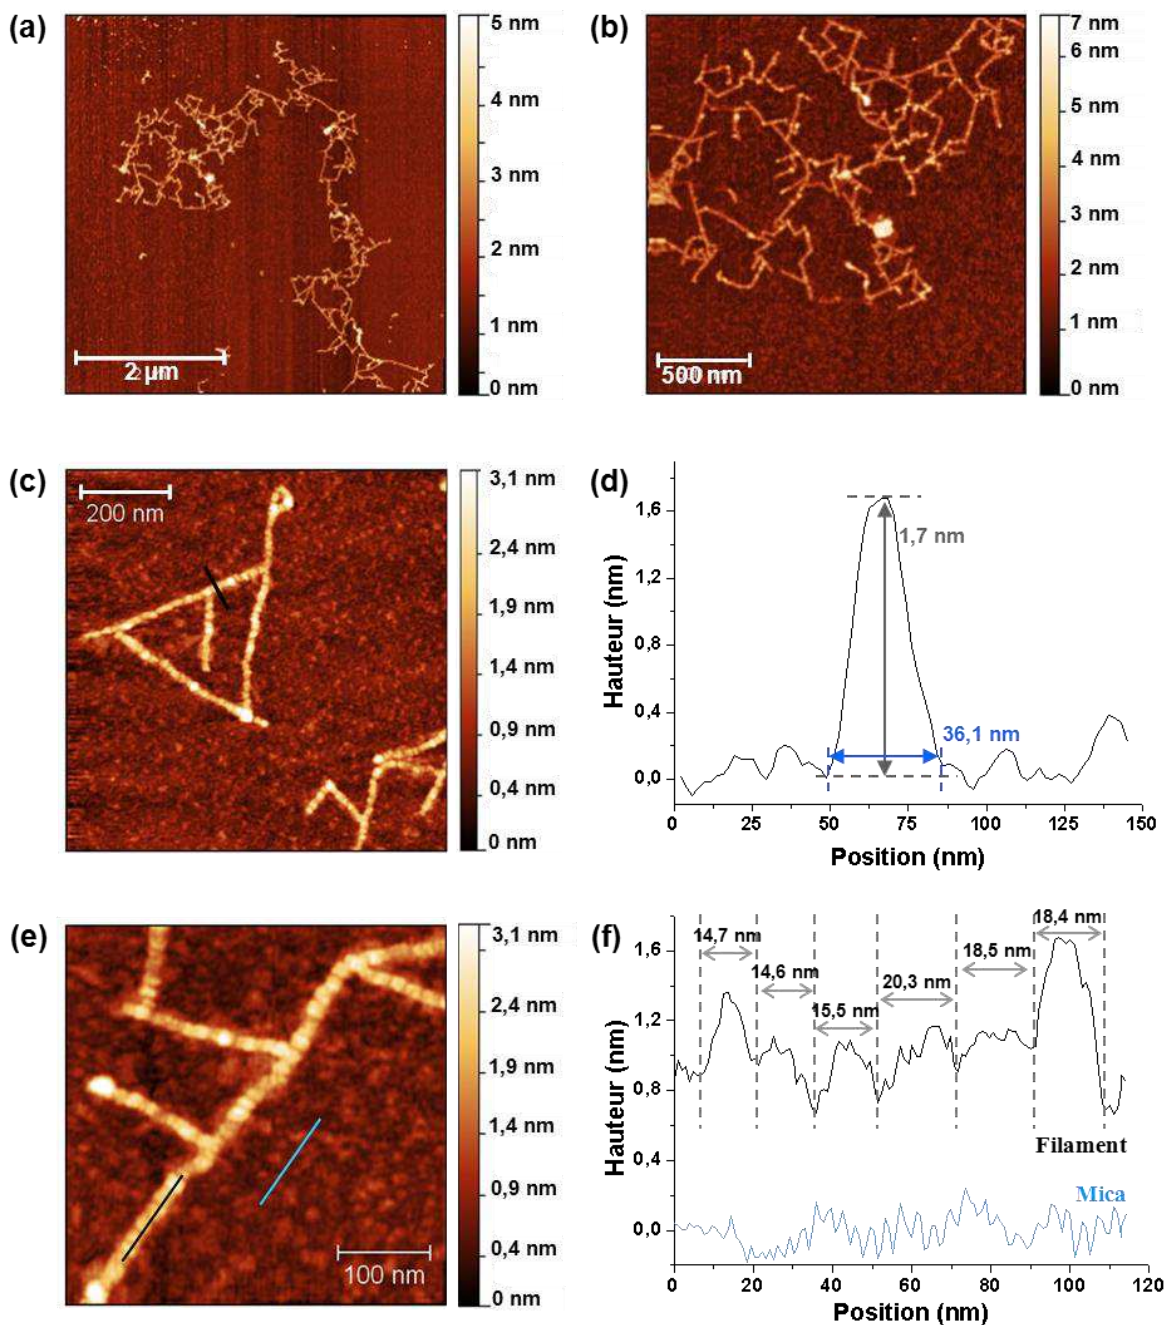 (a)
5 nm
4 nm
3 nm
2 nm
1 nm
0 nm
2 µm
(b)
7 nm
6 nm
5 nm
4 nm
3 nm
2 nm
1 nm
0 nm
500 nm
(c)
200 nm
3,1 nm
2,4 nm
1,9 nm
1,4 nm
0,9 nm
0,4 nm
0 nm
(d)
Hauteur (nm)
1,6
1,2
0,8
0,4
0,0
1,7 nm
36,1 nm
0 25 50 75 100 125 150
Position (nm)
(e)
3,1 nm
2,4 nm
1,9 nm
1,4 nm
0,9 nm
0,4 nm
0 nm
100 nm
(f)
Hauteur (nm)
1,6
1,2
0,8
0,4
0,0
14,7 nm
14,6 nm
15,5 nm
20,3 nm
18,5 nm
18,4 nm
Filament
Mica
0 20 40 60 80 100 120
Position (nm)